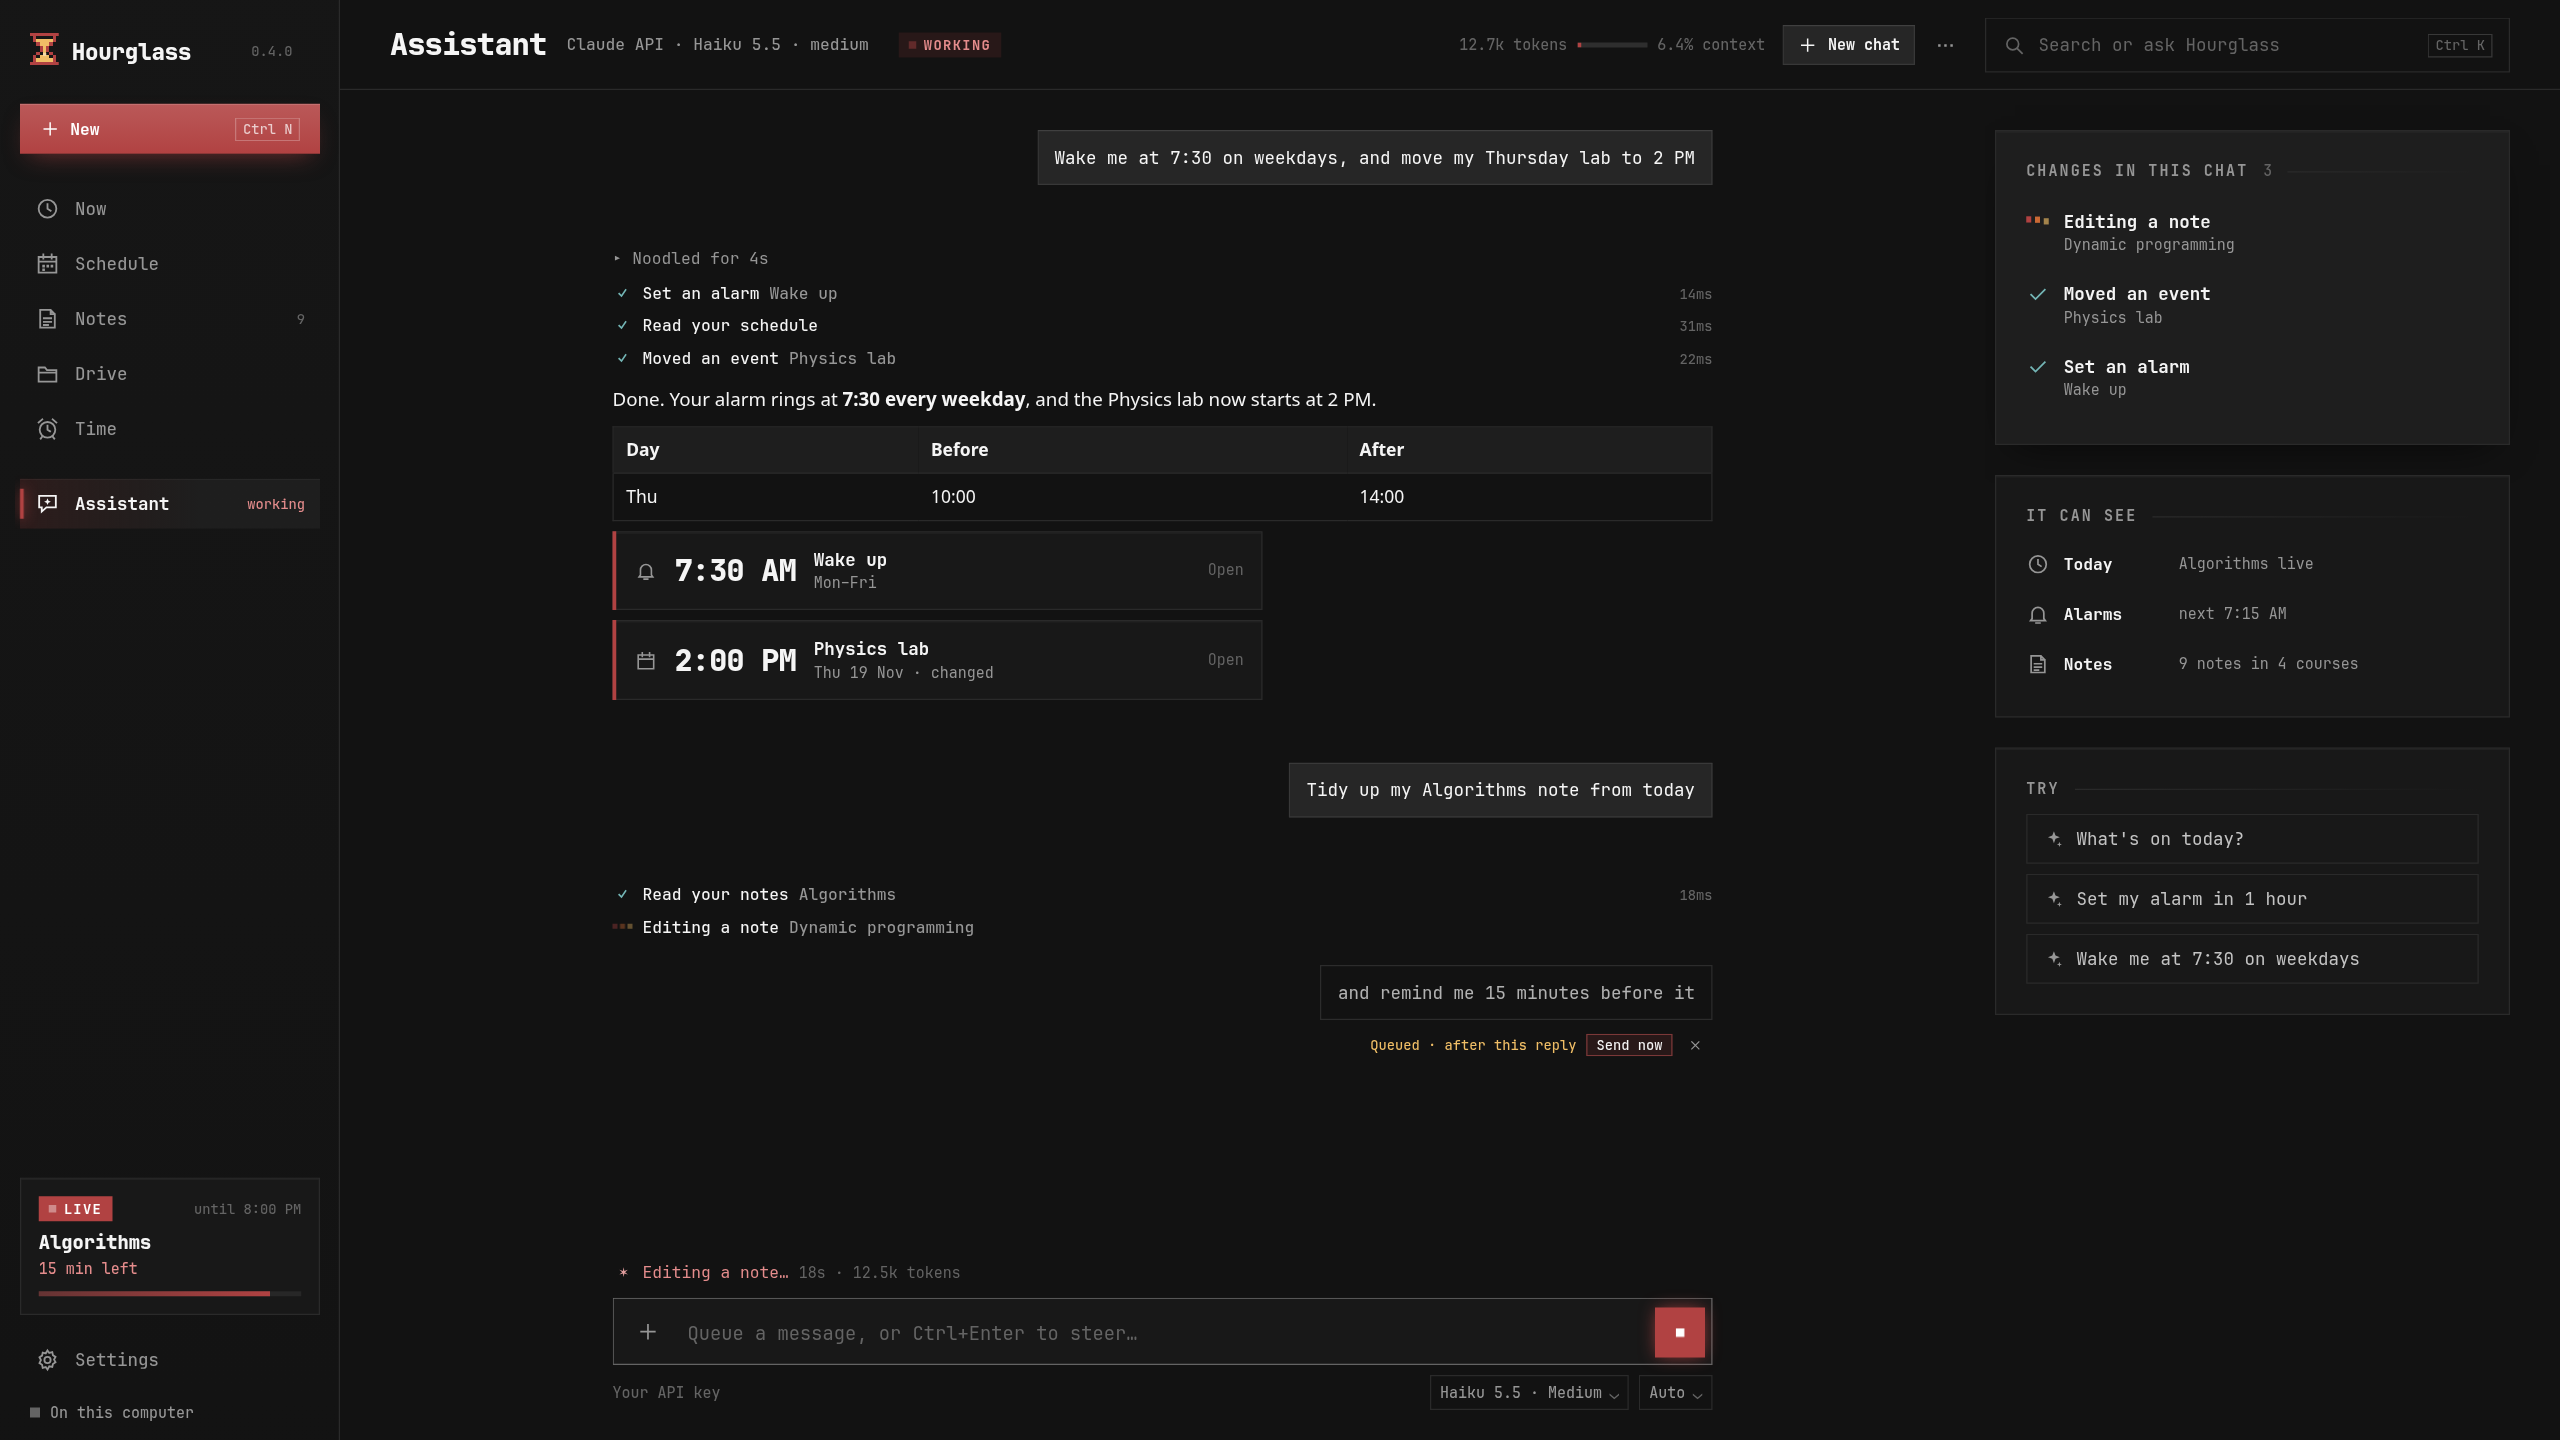 Hourglass 0.4.0
New Ctrl N
Now
Schedule
Notes 9
Drive
Time
Assistant working
LIVE until 8:00 PM
Algorithms
15 min left
Settings
On this computer
Assistant Claude API · Haiku 5.5 · medium WORKING 12.7k tokens 6.4% context New chat Search or ask Hourglass Ctrl K
Wake me at 7:30 on weekdays, and move my Thursday lab to 2 PM
Noodled for 4s
Set an alarm Wake up 14ms
Read your schedule 31ms
Moved an event Physics lab 22ms
Done. Your alarm rings at 7:30 every weekday, and the Physics lab now starts at 2 PM.
Day Before After
Thu 10:00 14:00
7:30 AM Wake up Open
Mon–Fri
2:00 PM Physics lab Open
Thu 19 Nov · changed
Tidy up my Algorithms note from today
Read your notes Algorithms 18ms
Editing a note Dynamic programming
and remind me 15 minutes before it
Queued · after this reply Send now
Editing a note… 18s · 12.5k tokens
Queue a message, or Ctrl+Enter to steer…
Your API key Haiku 5.5 · Medium Auto
CHANGES IN THIS CHAT 3
Editing a note
Dynamic programming
Moved an event
Physics lab
Set an alarm
Wake up
IT CAN SEE
Today Algorithms live
Alarms next 7:15 AM
Notes 9 notes in 4 courses
TRY
What's on today?
Set my alarm in 1 hour
Wake me at 7:30 on weekdays